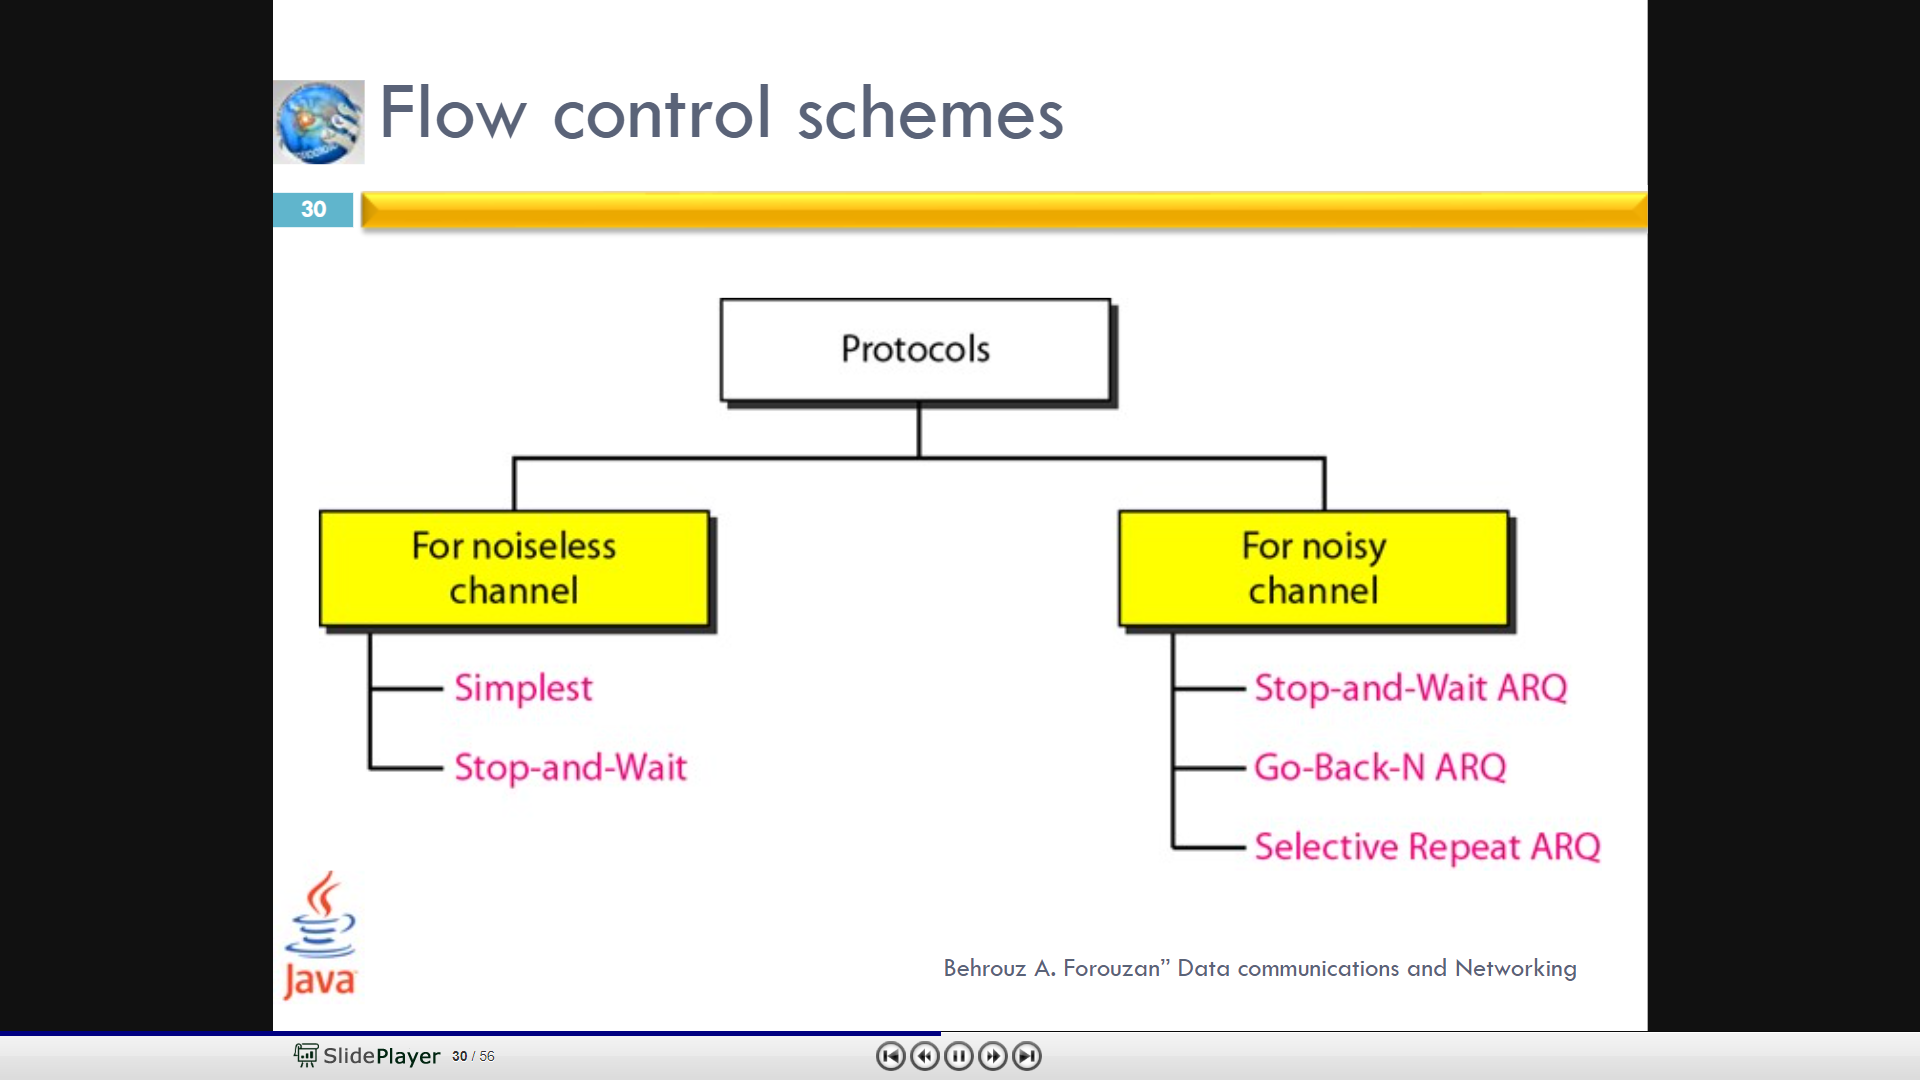 Flow control schemes
30
Protocols
For noiseless
channel
For noisy
channel
Simplest
Stop-and-Wait
Stop-and-Wait ARQ
Go-Back-N ARQ
Selective Repeat ARQ
Java
Behrouz A. Forouzan” Data communications and Networking
SlidePlayer 30 / 56